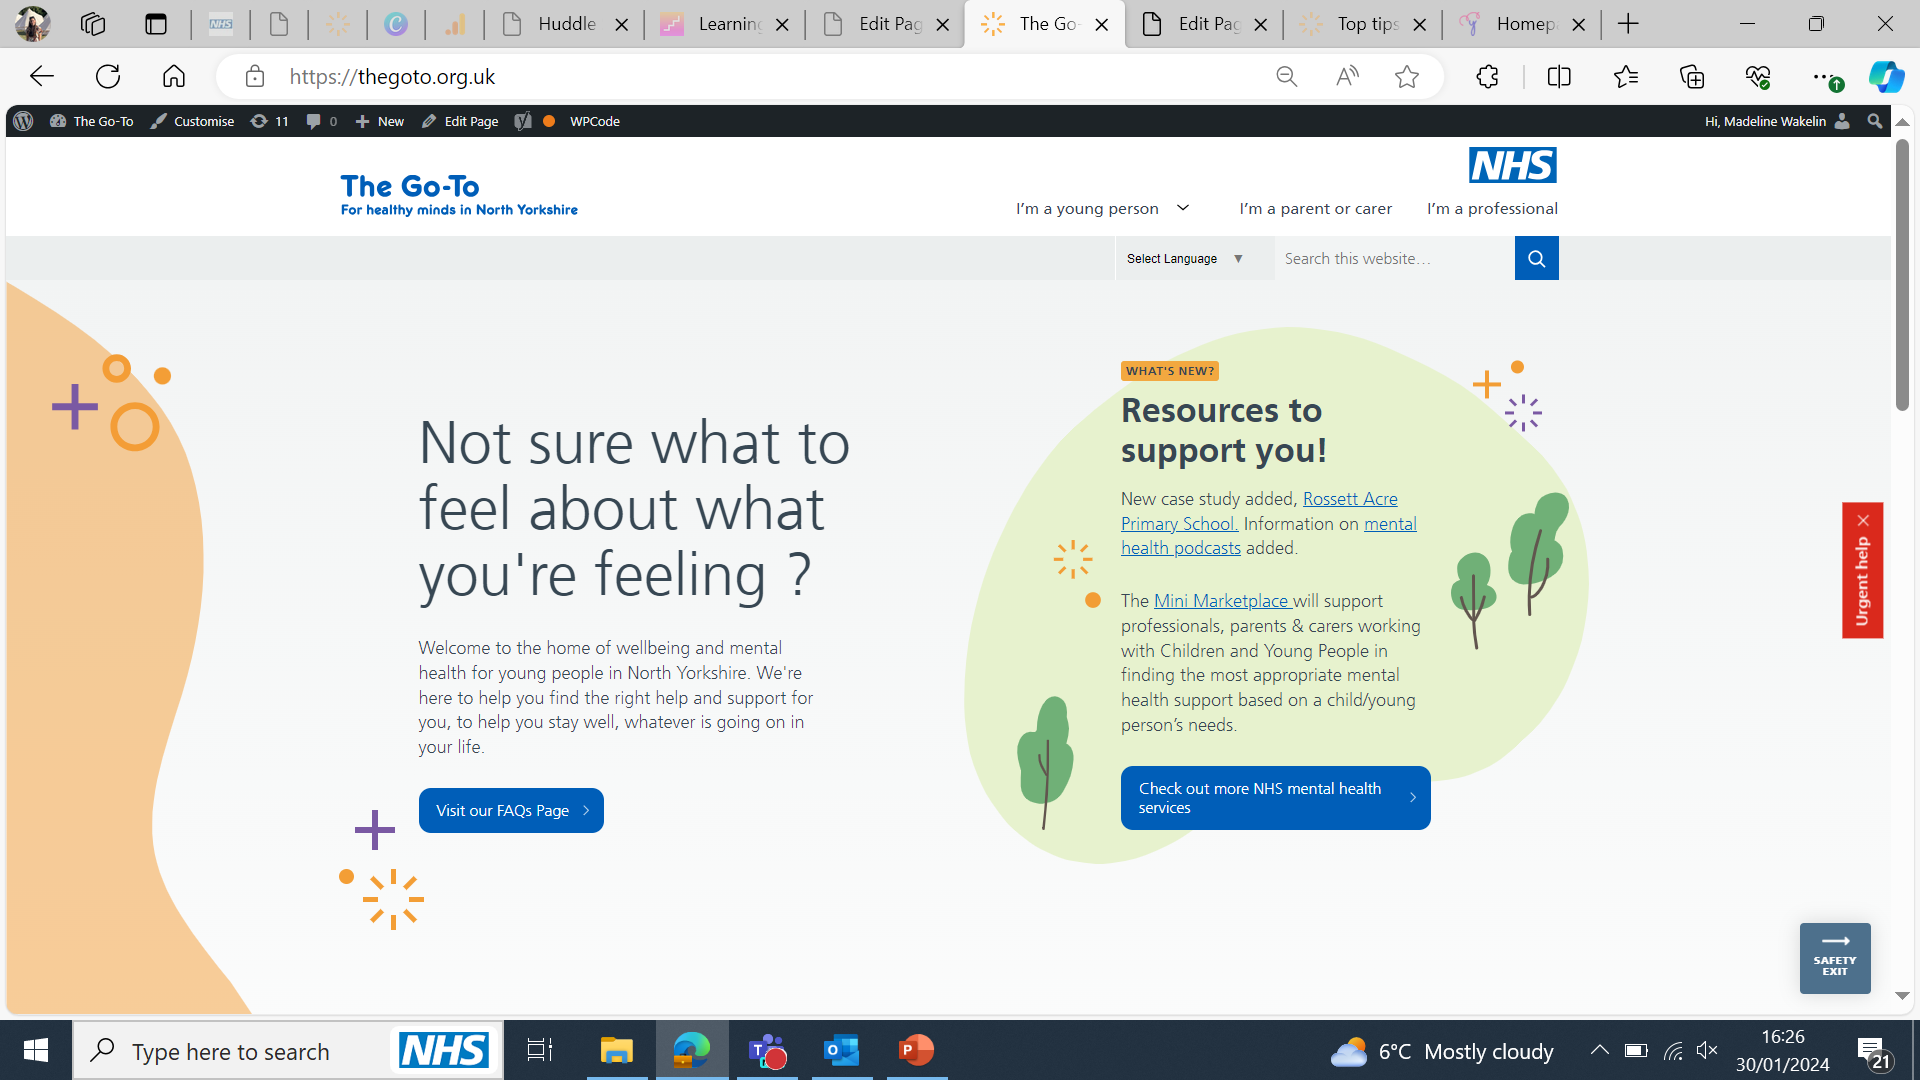 Huddle
Learning
Edit Pag
The Go-
Edit Pag
Top tips
Homep
https://thegoto.org.uk
The Go-To
Customise
11
0
New
Edit Page
WPCode
Hi, Madeline Wakelin
NHS
The Go-To
For healthy minds in North Yorkshire
I'm a young person
I'm a parent or carer
I'm a professional
Select Language
Search this website...
Not sure what to
feel about what
you're feeling ?
Welcome to the home of wellbeing and mental
health for young people in North Yorkshire. We're
here to help you find the right help and support for
you, to help you stay well, whatever is going on in
your life.
Visit our FAQs Page
WHAT'S NEW?
Resources to
support you!
New case study added, Rossett Acre
Primary School. Information on mental
health podcasts added.
The Mini Marketplace will support
professionals, parents & carers working
with Children and Young People in
finding the most appropriate mental
health support based on a child/young
person's needs.
Check out more NHS mental health
services
Urgent help
SAFETY
EXIT
Type here to search
NHS
6°C Mostly cloudy
16:26
30/01/2024
21